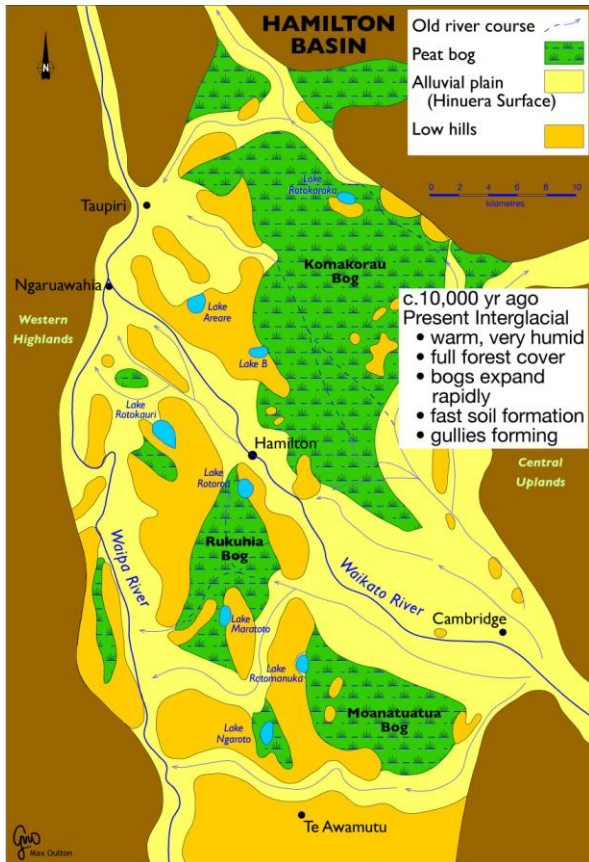 HAMILTON
BASIN
Old river course
Peat bog
Alluvial plain
(Hinuera Surface)
Low hills
0 2 4 6 8 10
kilometres
N
Taupiri
Lake
Rotokaraka
Komakorau
Bog
Ngaruawahia
Western
Highlands
Lake
Areare
Lake B
c.10,000 yr ago
Present Interglacial
• warm, very humid
• full forest cover
• bogs expand
rapidly
• fast soil formation
• gullies forming
Lake
Rotokauri
Hamilton
Central
Uplands
Lake
Rotoroa
Rukuhia
Bog
Waipa River
Waikato River
Cambridge
Lake
Maratoto
Lake
Rotomanuka
Moanatuatua
Bog
Lake
Ngaroto
Te Awamutu
Max Oulton